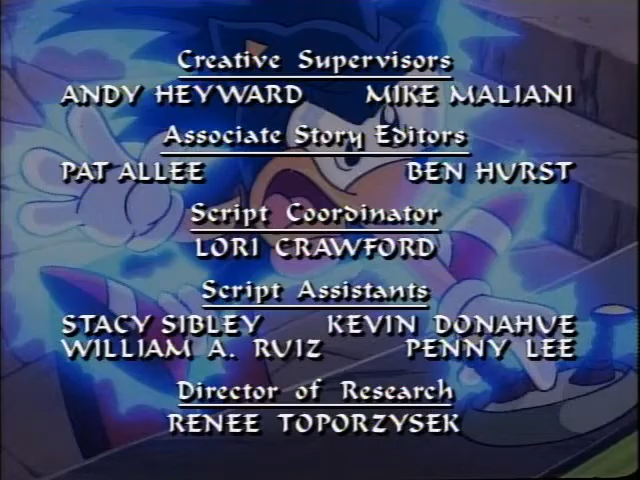 Creative Supervisors
ANDY HEYWARD MIKE MALIANI
Associate Story Editors
PAT ALLEE BEN HURST
Script Coordinator
LORI CRAWFORD
Script Assistants
STACY SIBLEY KEVIN DONAHUE
WILLIAM A. RUIZ PENNY LEE
Director of Research
RENEE TOPORZYSEK